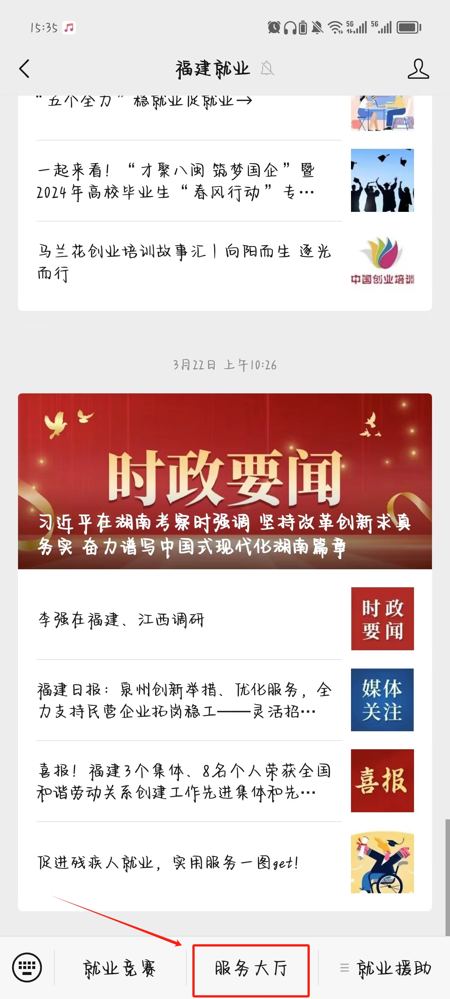 15:35
5G 5G
福建就业
“五个全力”稳就业促就业→
一起来看！“才聚八闽 筑梦国企”暨
2024年高校毕业生“春风行动”专…
马兰花创业培训故事汇丨向阳而生 逐光
而行
中国创业培训
3月22日 上午10:26
时政要闻
习近平在湖南考察时强调 坚持改革创新求真
务实 奋力谱写中国式现代化湖南篇章
李强在福建、江西调研
时政
要闻
福建日报：泉州创新举措、优化服务，全
力支持民营企业拓岗稳工——灵活招…
媒体
关注
喜报！福建3个集体、8名个人荣获全国
和谐劳动关系创建工作先进集体和先…
喜报
促进残疾人就业，实用服务一图get！
就业竞赛
服务大厅
就业援助